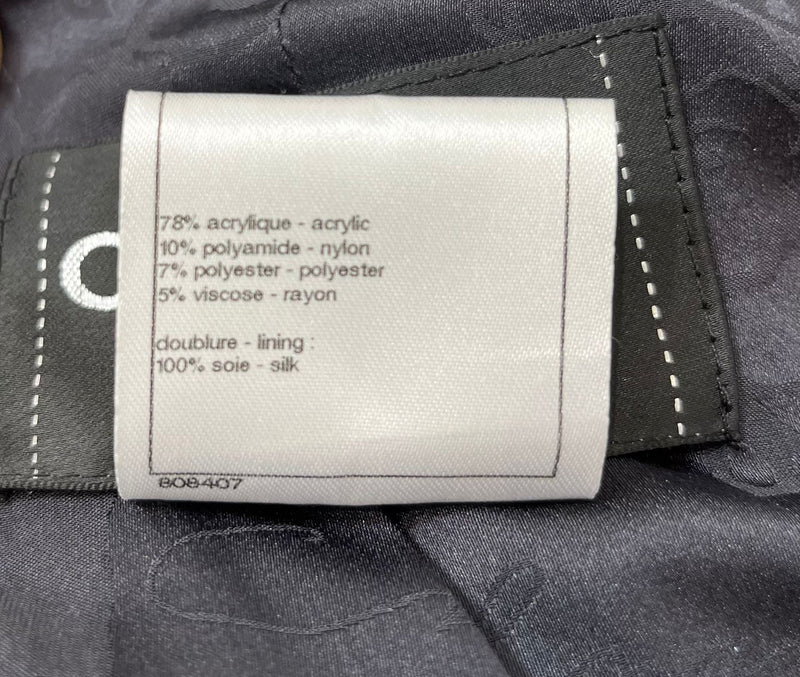 78% acrylique - acrylic
10% polyamide - nylon
7% polyester - polyester
5% viscose - rayon
doublure - lining :
100% soie - silk
808407